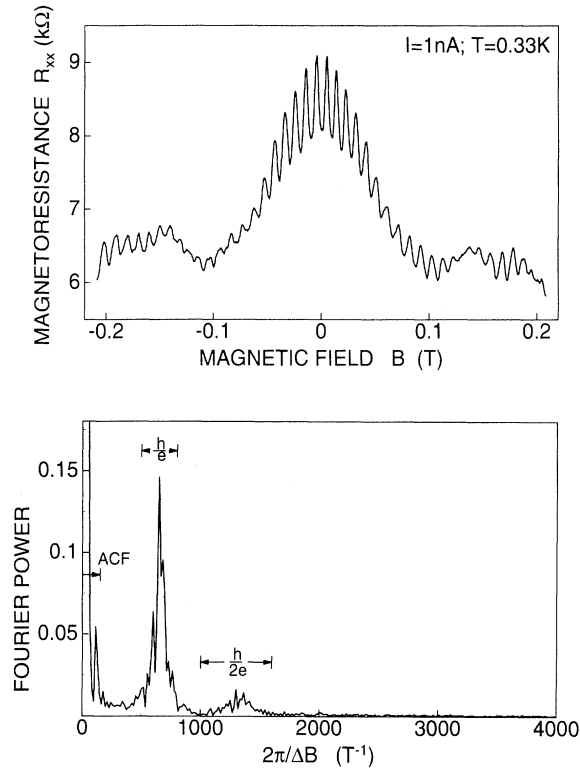 MAGNETORESISTANCE Rxx (kΩ)
I=1nA; T=0.33K
9
8
7
6
-0.2 -0.1 0 0.1 0.2
MAGNETIC FIELD B (T)
FOURIER POWER
0.15
0.1
0.05
h/e
ACF
h/2e
0 1000 2000 3000 4000
2π/ΔB (T⁻¹)